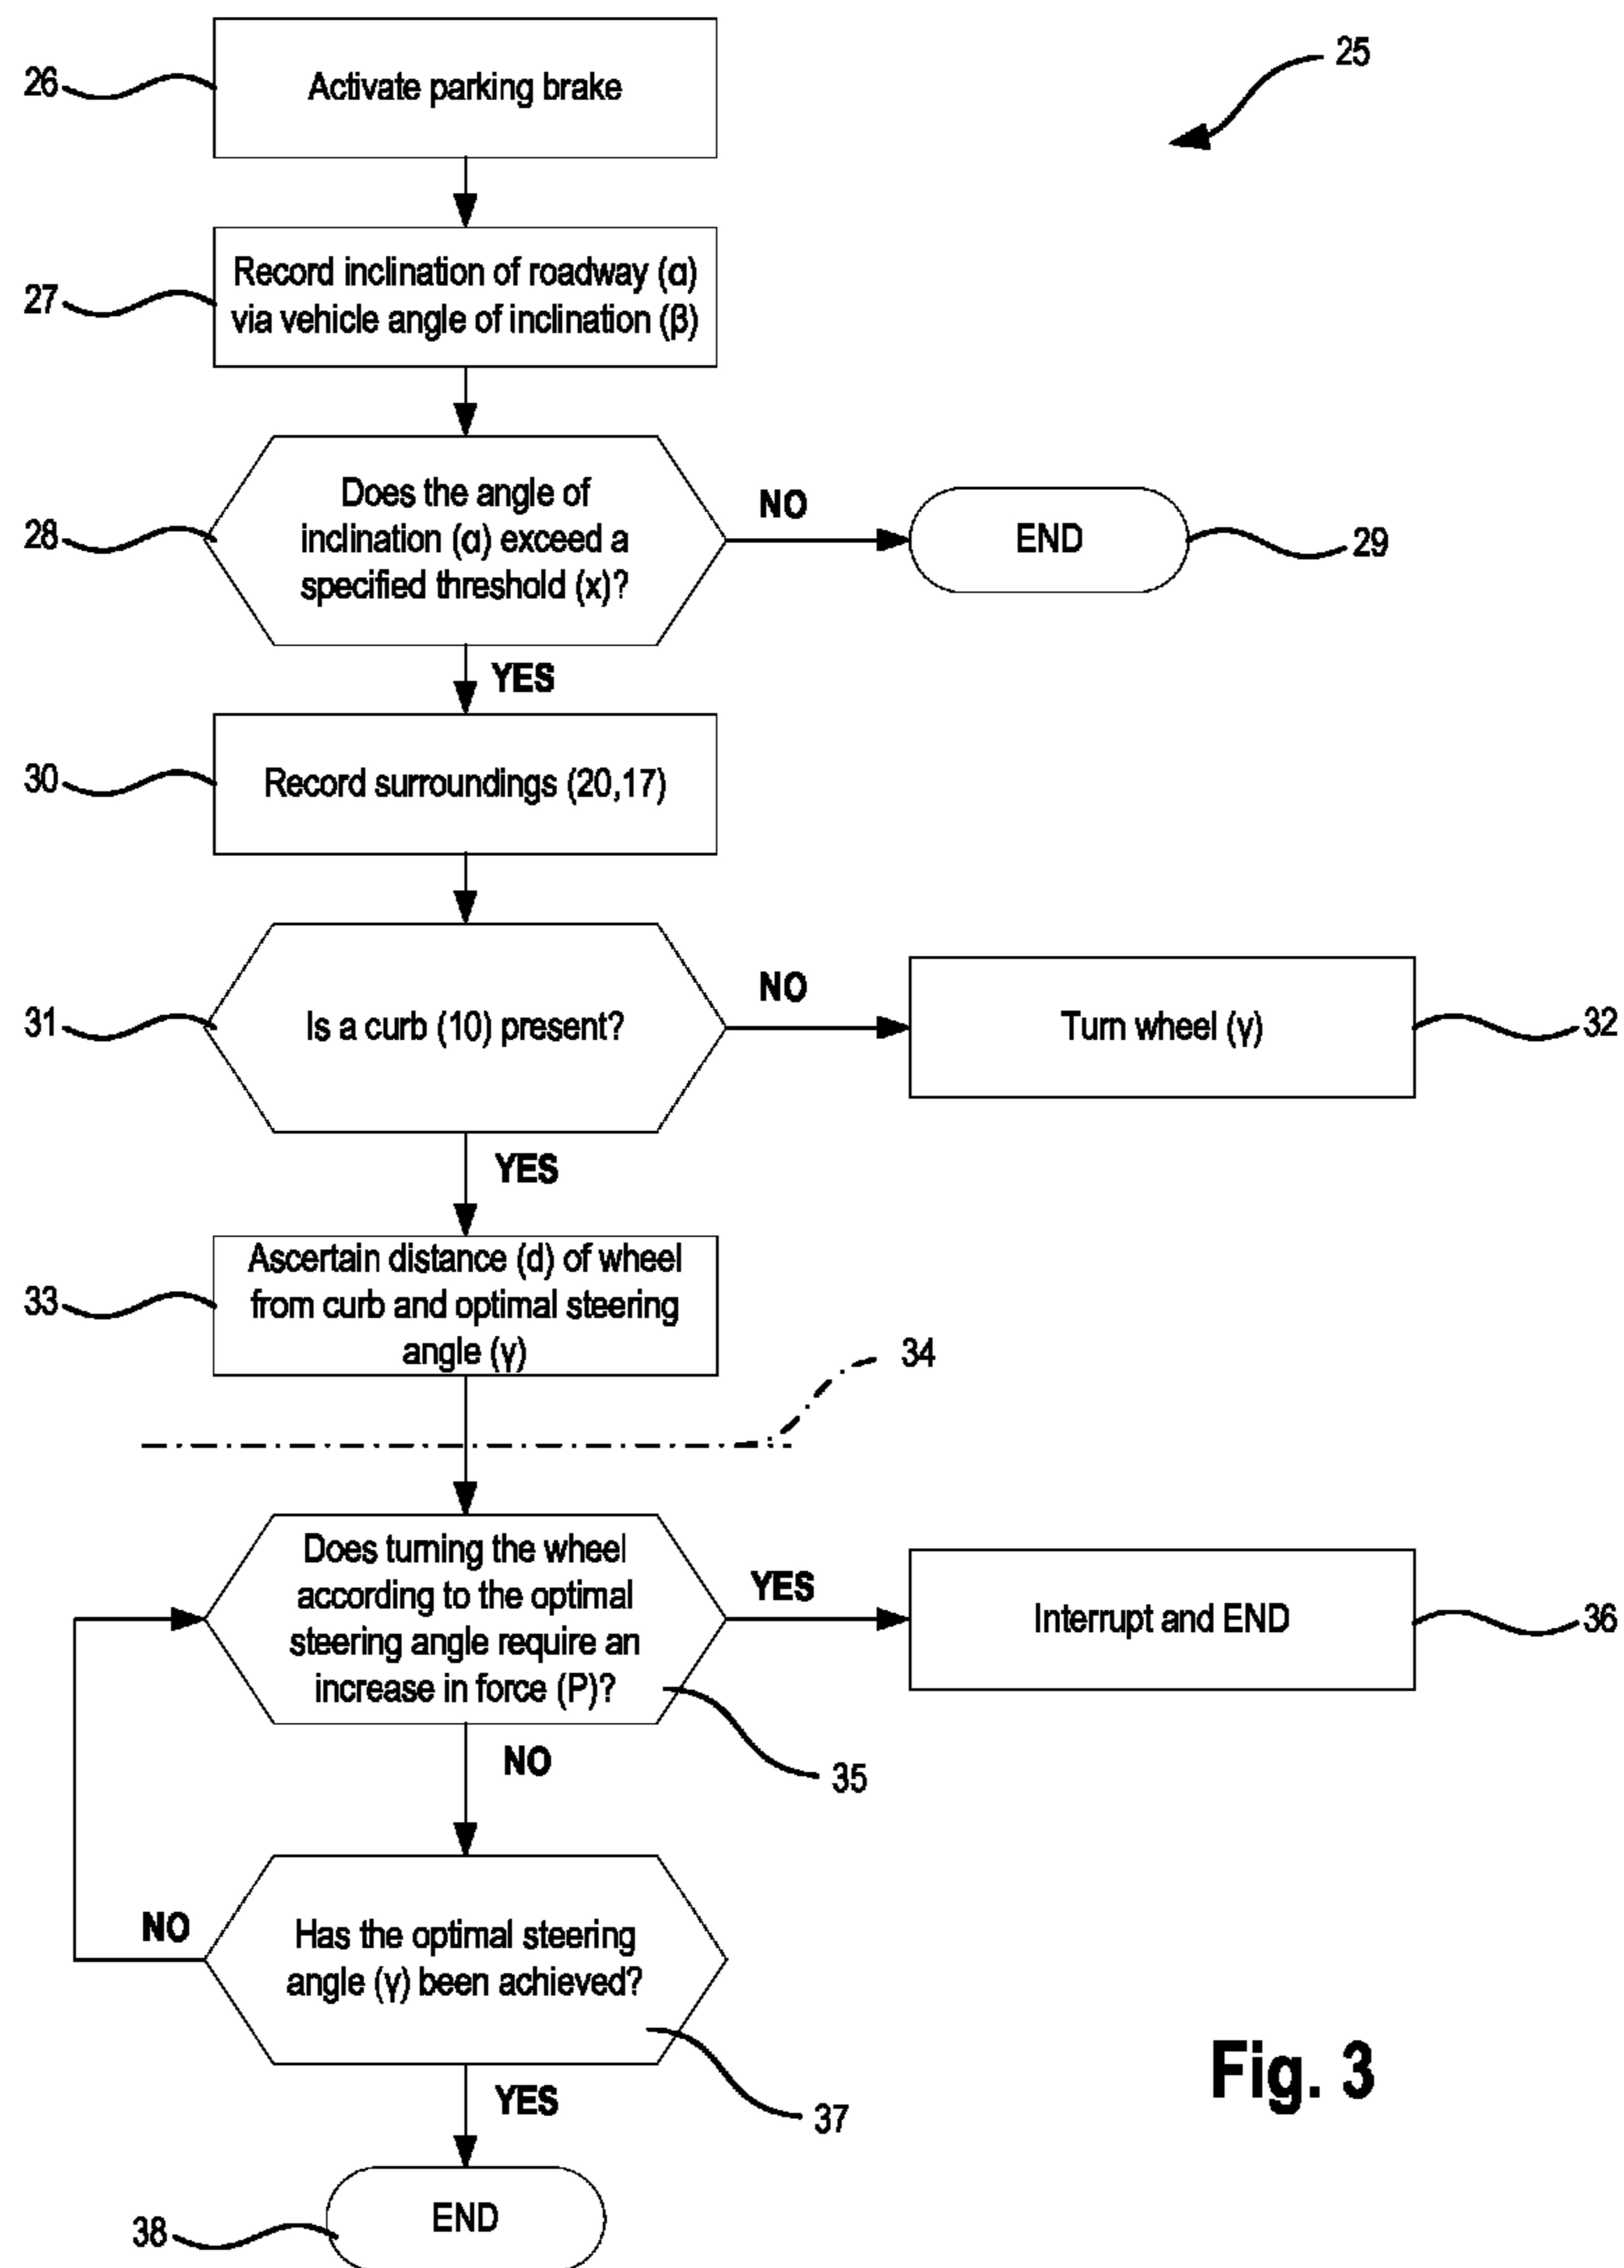 25
26
Activate parking brake
27
Record inclination of roadway (α)
via vehicle angle of inclination (β)
28
Does the angle of
inclination (α) exceed a
specified threshold (x)?
NO
END
29
YES
30
Record surroundings (20,17)
31
Is a curb (10) present?
NO
Turn wheel (γ)
32
YES
33
Ascertain distance (d) of wheel
from curb and optimal steering
angle (γ)
34
Does turning the wheel
according to the optimal
steering angle require an
increase in force (P)?
YES
Interrupt and END
36
35
NO
NO
Has the optimal steering
angle (γ) been achieved?
37
YES
38
END
Fig. 3